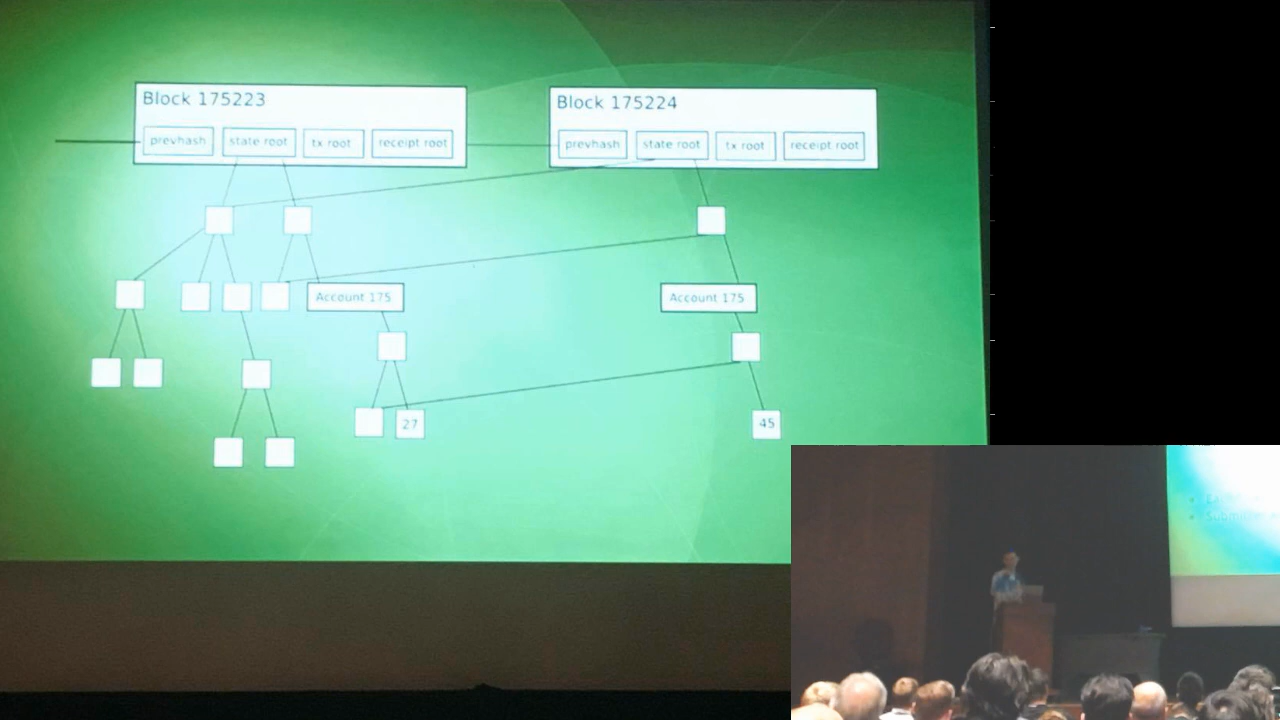 Block 175223
prevhash state root tx root receipt root
Block 175224
prevhash state root tx root receipt root
Account 175
Account 175
27
45